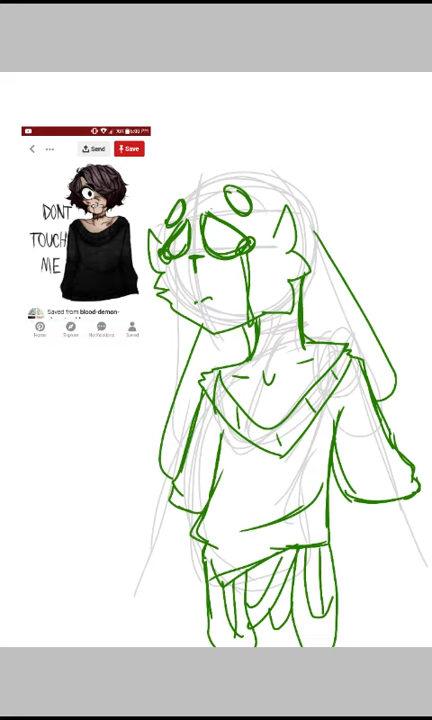 Send
Save
DONT
TOUCH
ME
Saved from blood-demon-
Home
Explore
Notifications
Saved